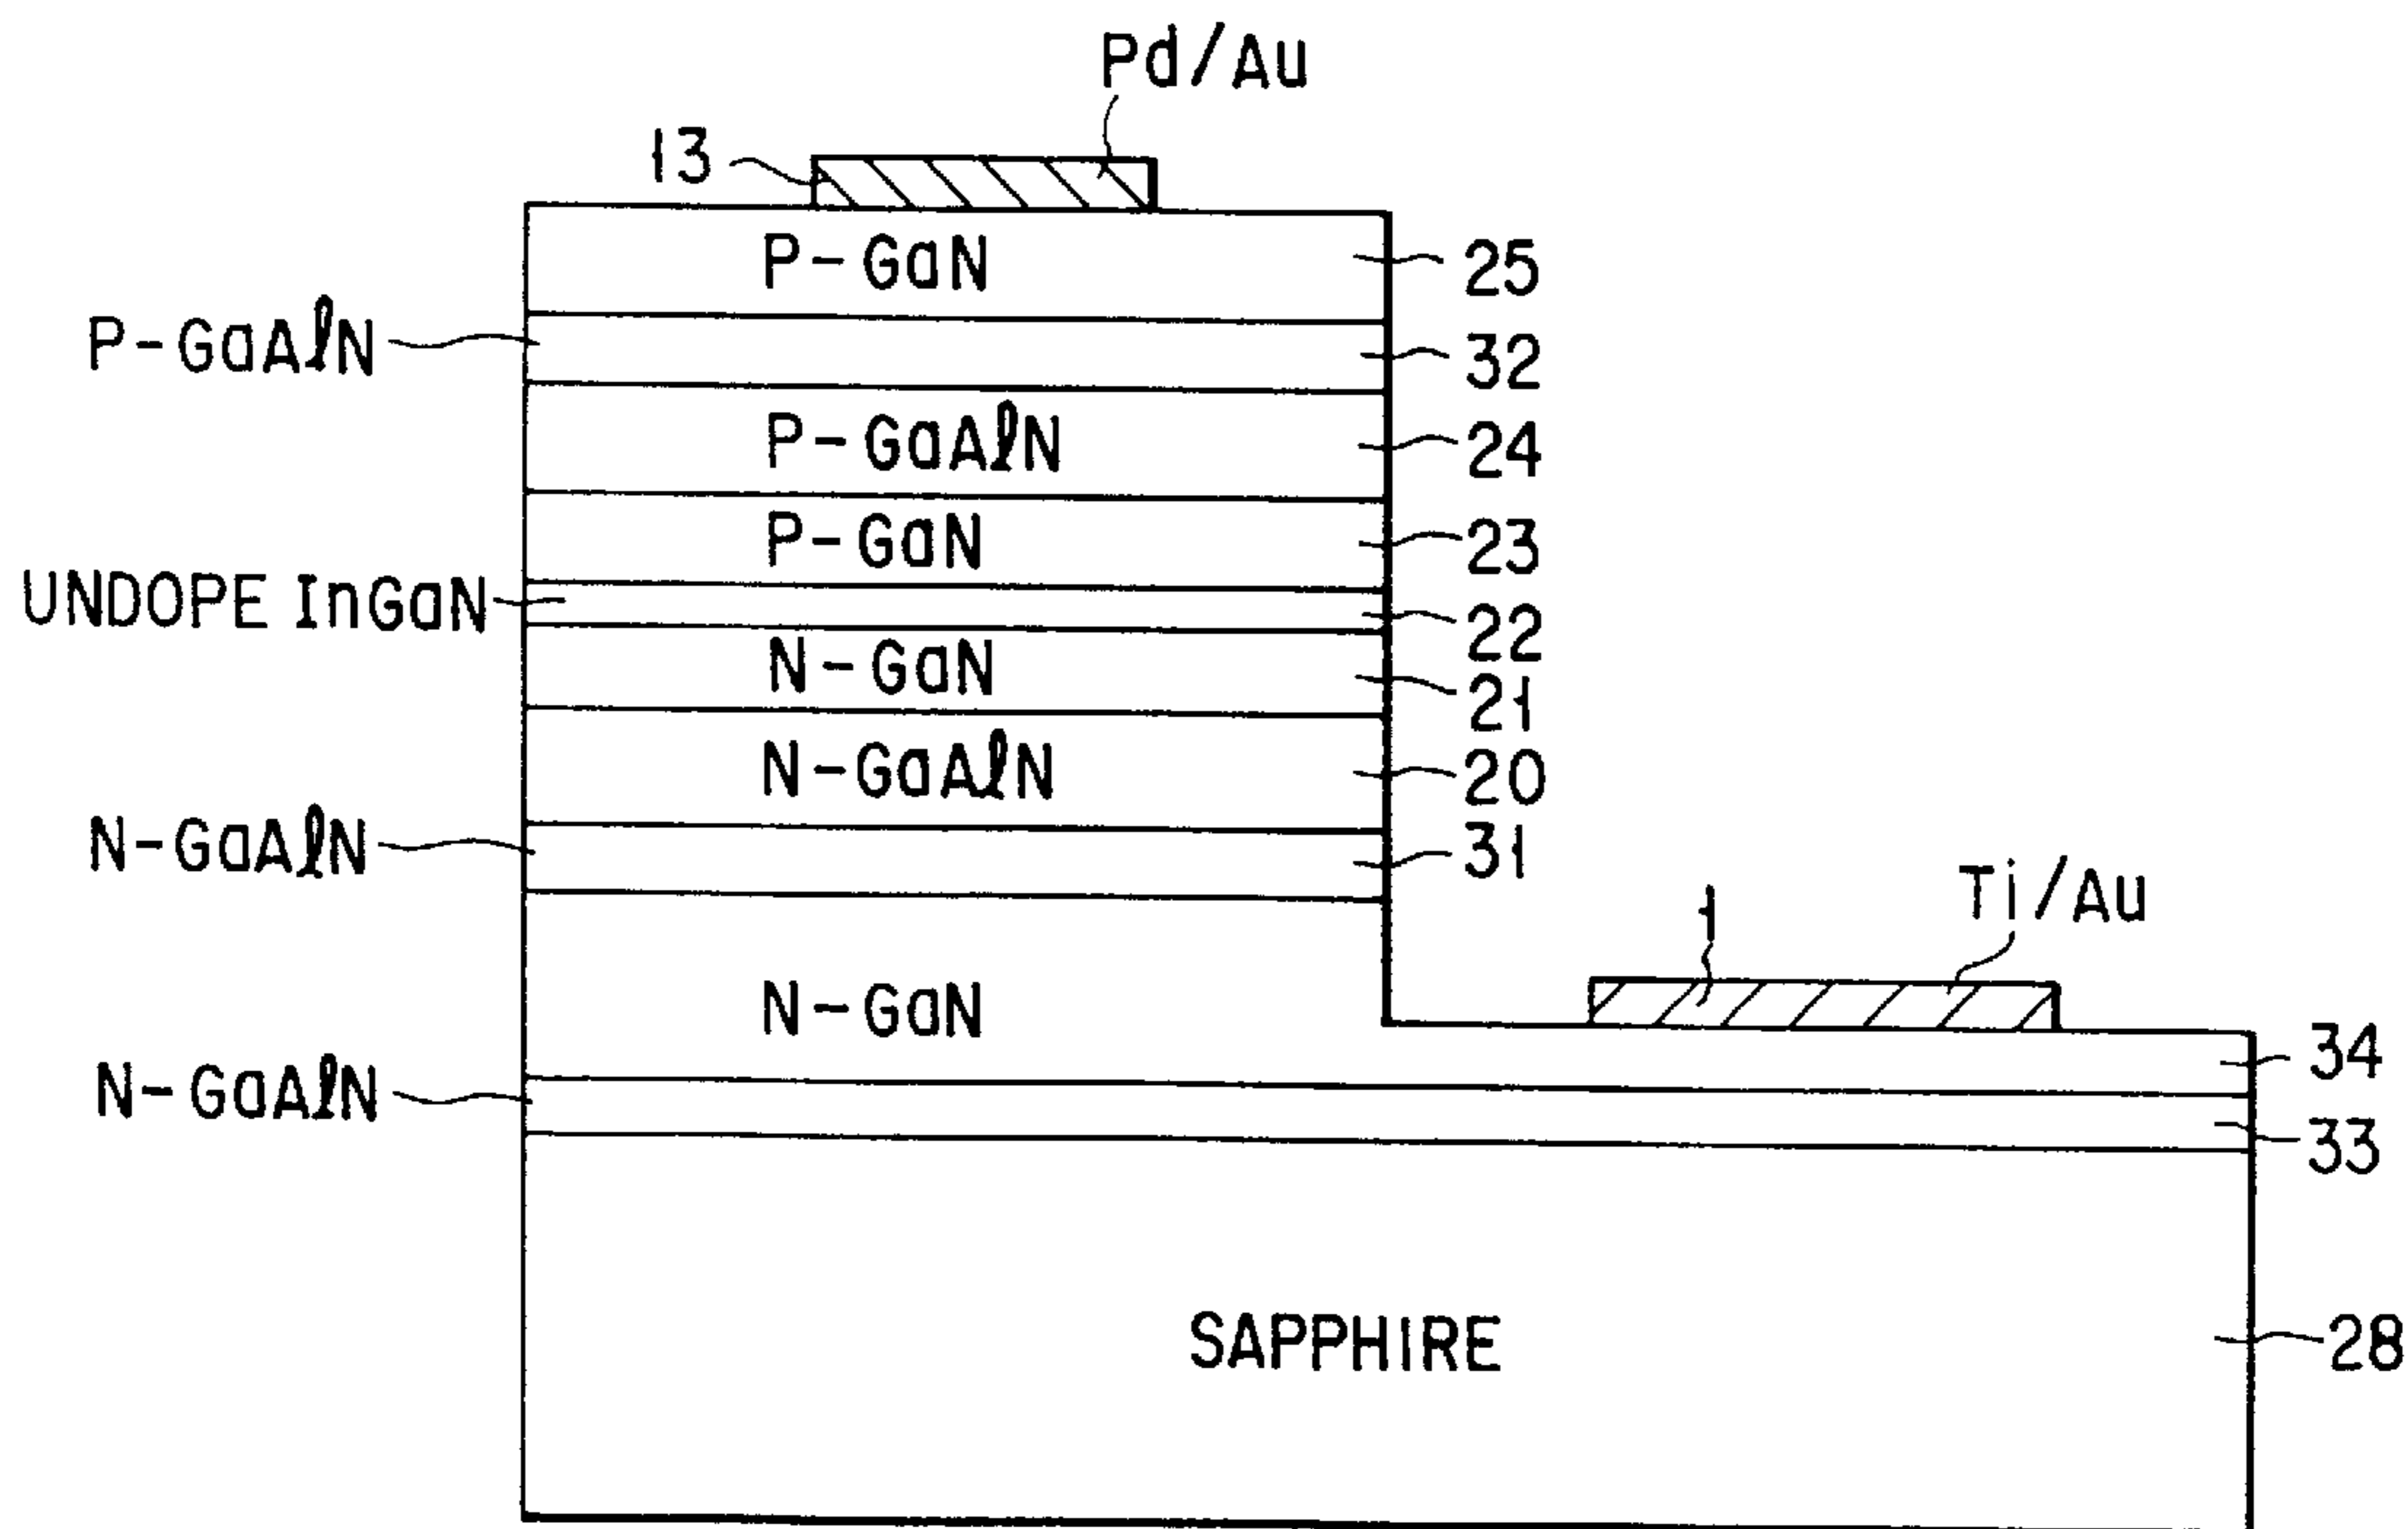 Pd/Au
13
P-GaN
25
P-GaAlN
32
P-GaAlN
24
P-GaN
23
UNDOPE InGaN
22
N-GaN
21
N-GaAlN
20
N-GaAlN
31
1
Ti/Au
N-GaN
34
N-GaAlN
33
SAPPHIRE
28